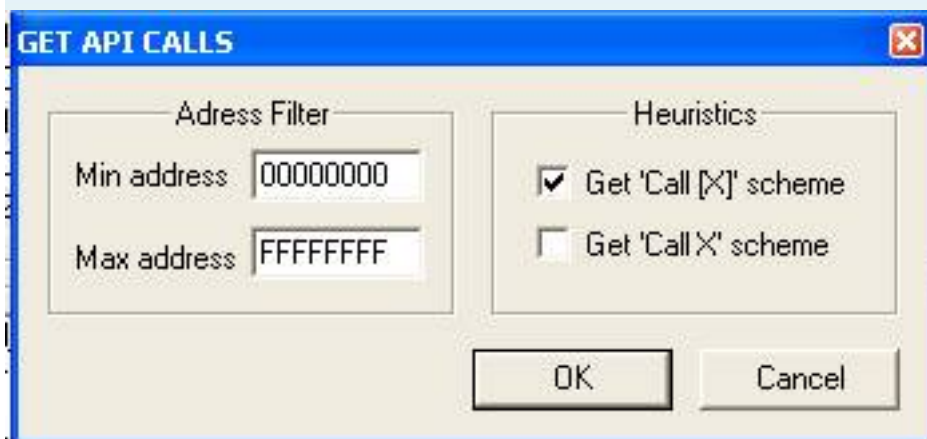 GET API CALLS
Adress Filter
Min address 00000000
Max address FFFFFFFF
Heuristics
Get 'Call [X]' scheme
Get 'Call X' scheme
OK Cancel